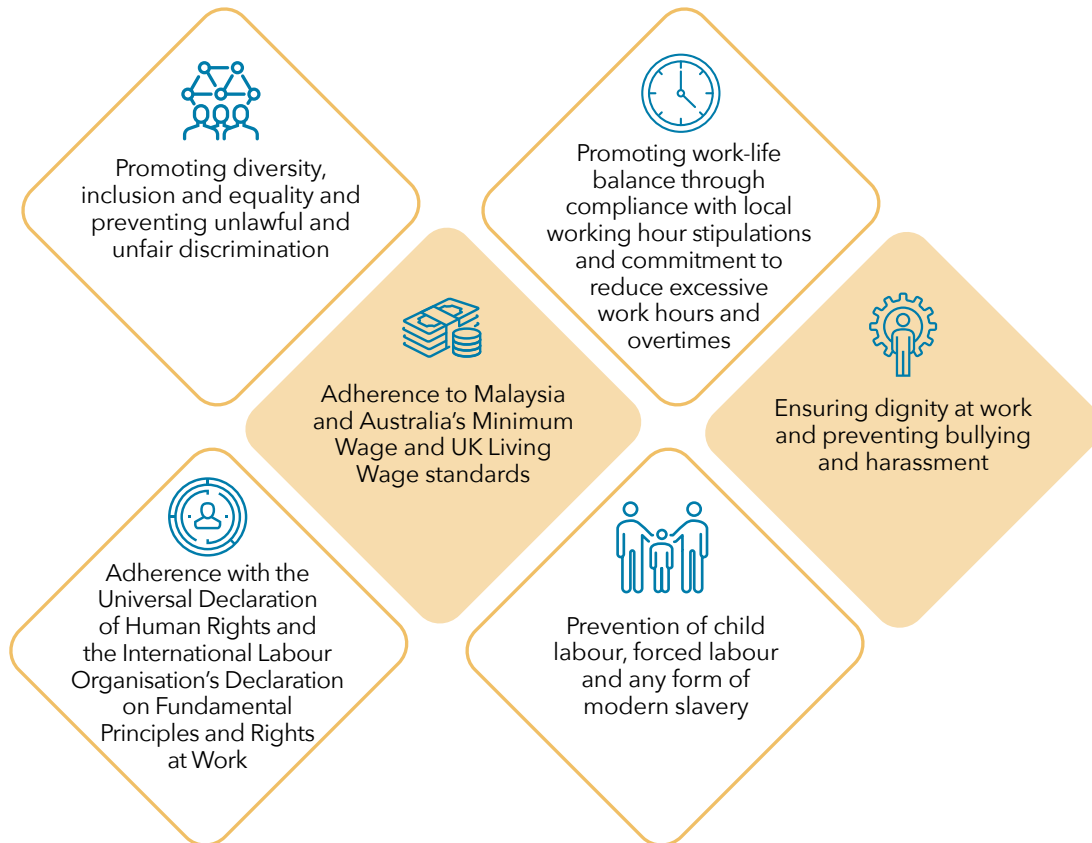 Promoting diversity,
inclusion and equality and
preventing unlawful and
unfair discrimination
Promoting work-life
balance through
compliance with local
working hour stipulations
and commitment to
reduce excessive
work hours and
overtimes
Adherence to Malaysia
and Australia’s Minimum
Wage and UK Living
Wage standards
Ensuring dignity at work
and preventing bullying
and harassment
Adherence with the
Universal Declaration
of Human Rights and
the International Labour
Organisation’s Declaration
on Fundamental
Principles and Rights
at Work
Prevention of child
labour, forced labour
and any form of
modern slavery